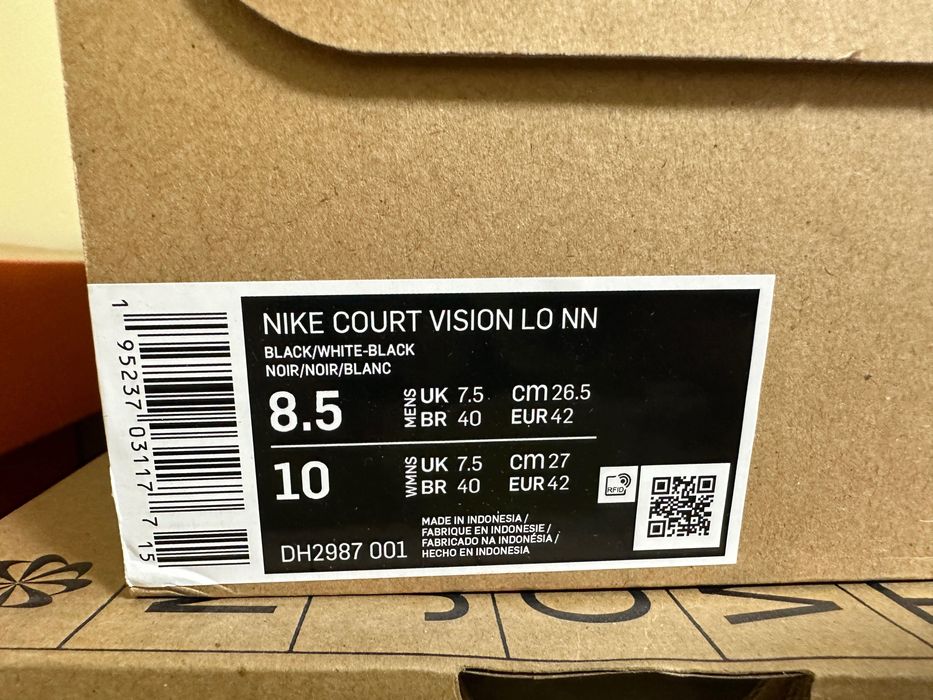 NIKE COURT VISION LO NN
BLACK/WHITE-BLACK
NOIR/NOIR/BLANC
8.5 MENS UK 7.5 cm 26.5
BR 40 EUR 42
10 WMNS UK 7.5 cm 27
BR 40 EUR 42
RFID
MADE IN INDONESIA /
FABRIQUE EN INDONESIE /
FABRICADO NA INDONÉSIA /
HECHO EN INDONESIA
DH2987 001
1 95237 03117 7 15